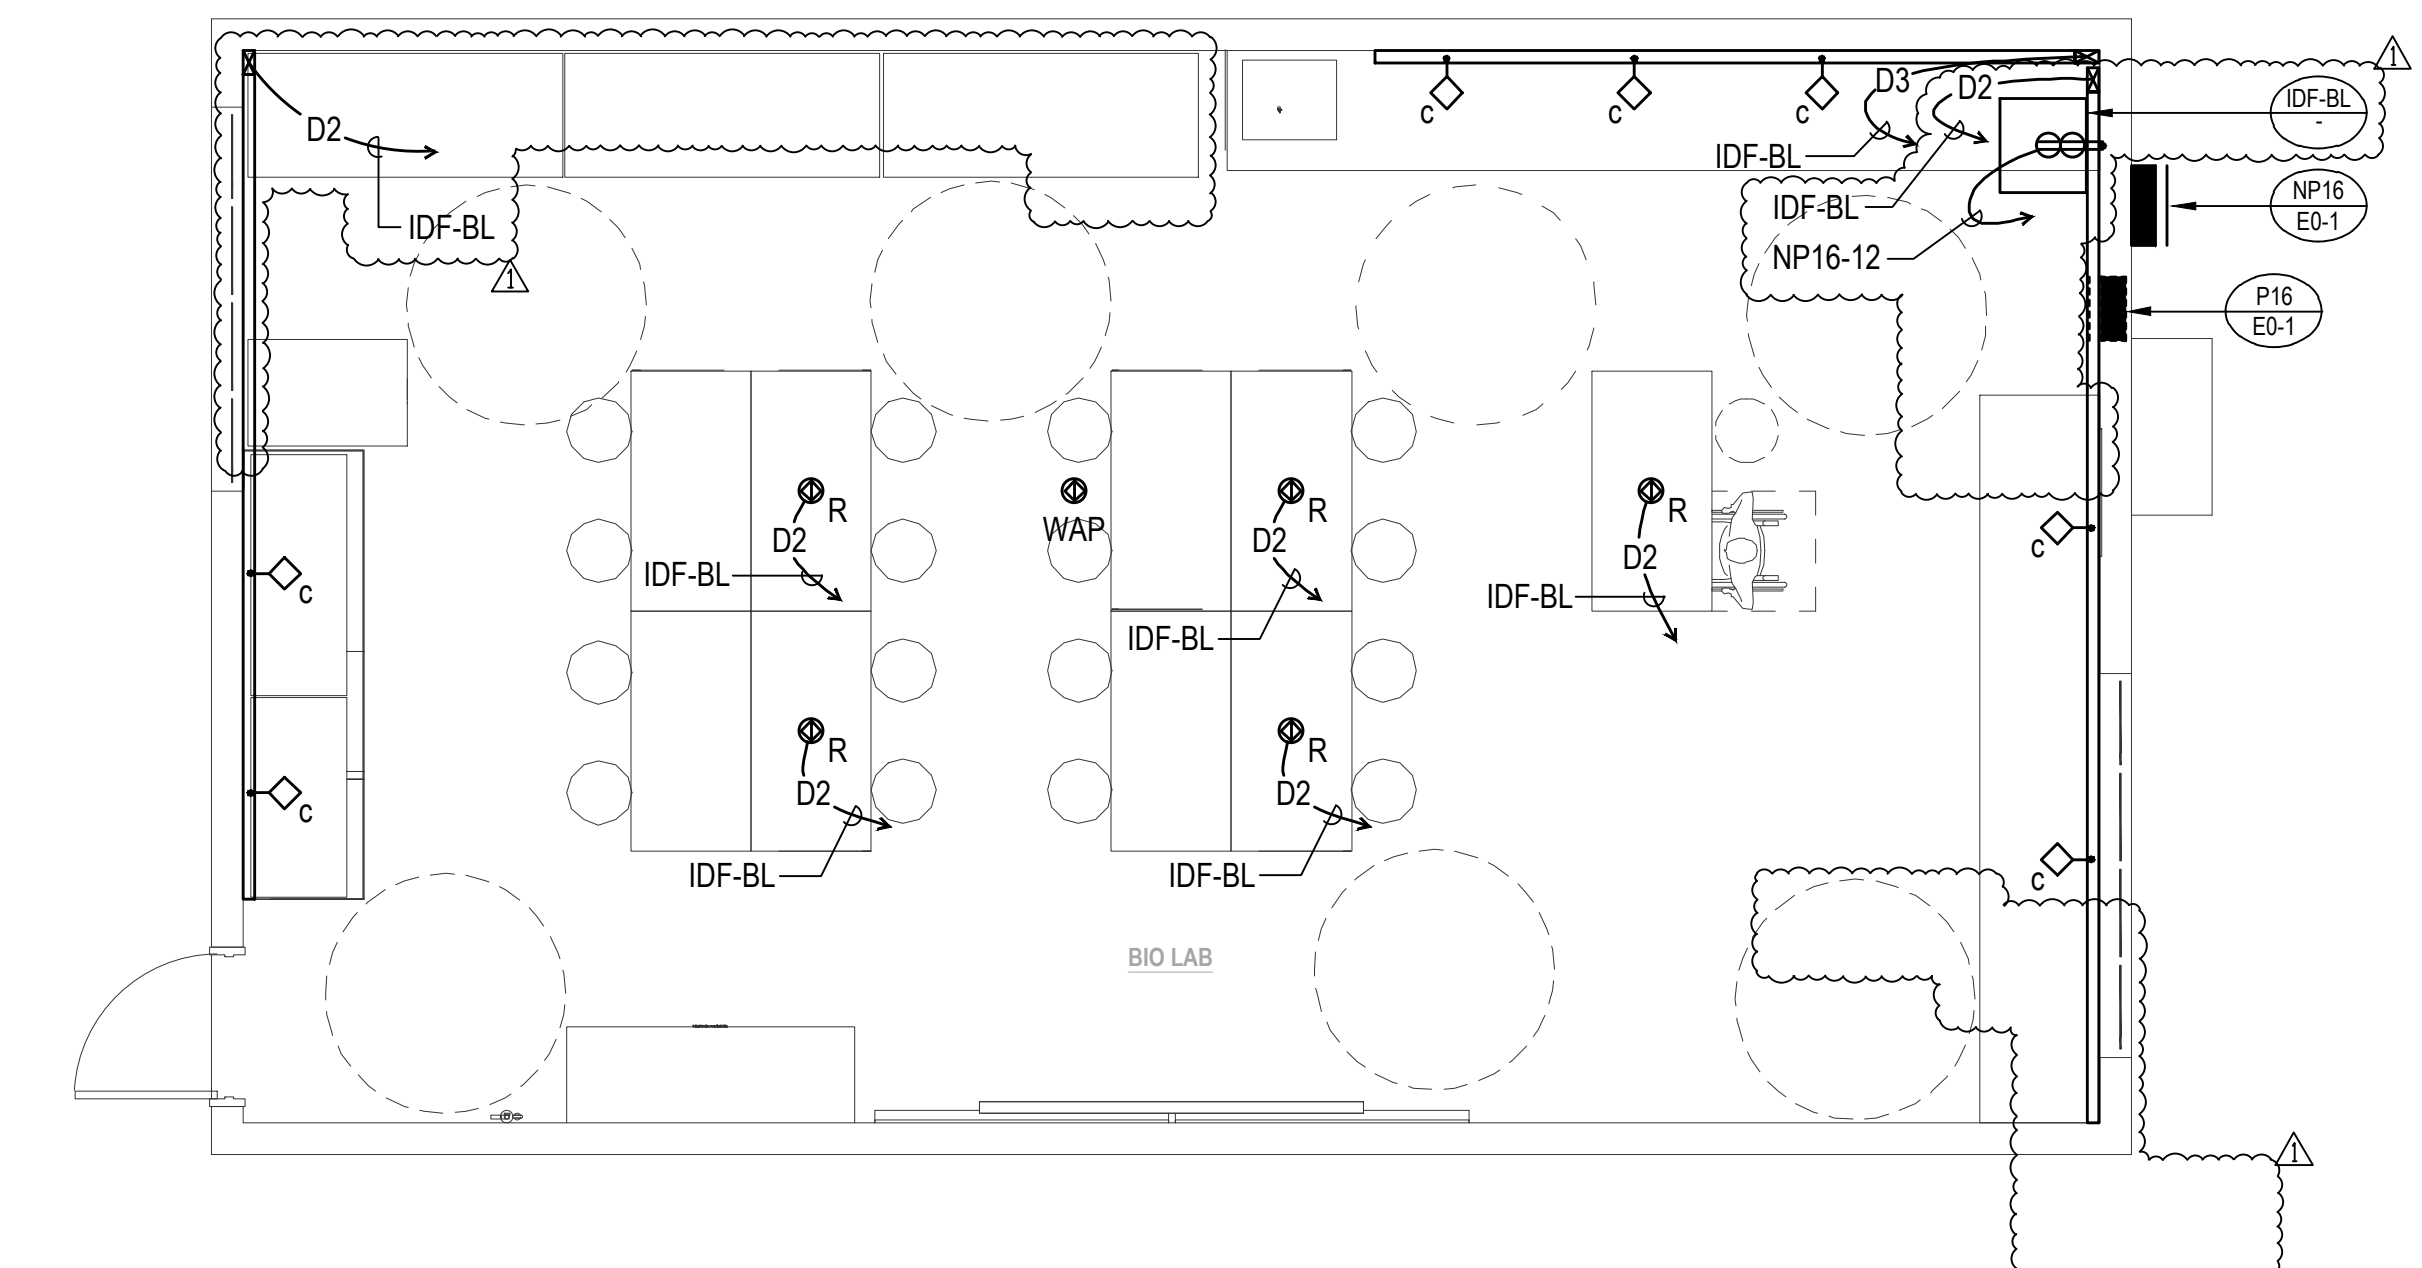 1
D3
D2
IDF-BL
-
c
c
c
D2
IDF-BL
IDF-BL
NP16
E0-1
IDF-BL
NP16-12
1
P16
E0-1
R
WAP
R
R
D2
D2
D2
c
IDF-BL
IDF-BL
IDF-BL
c
R
R
c
D2
D2
IDF-BL
IDF-BL
c
BIO LAB
1